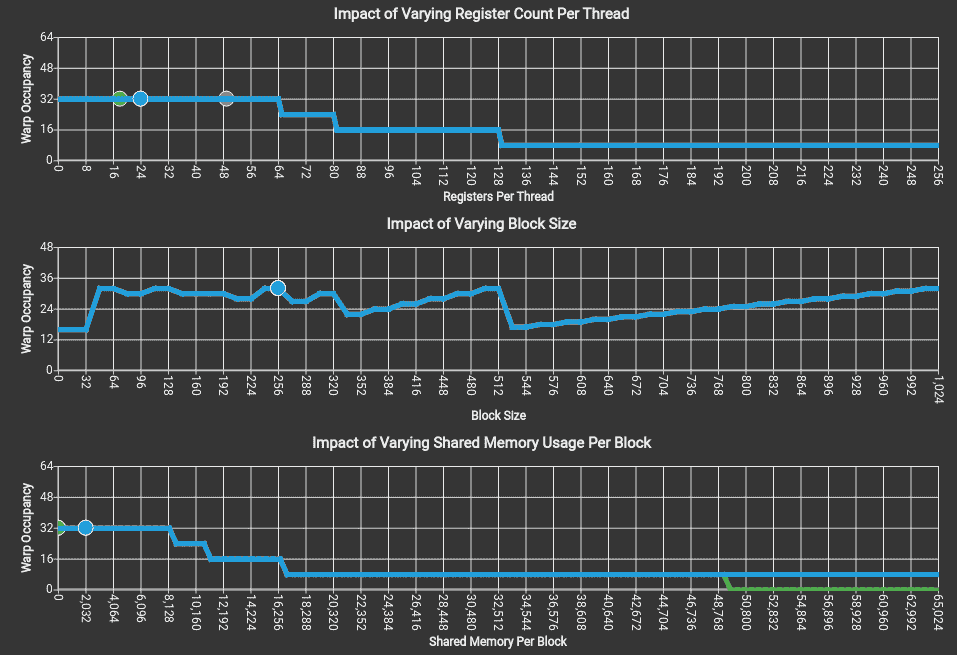 Impact of Varying Register Count Per Thread
Warp Occupancy
64
48
32
16
0
0 8 16 24 32 40 48 56 64 72 80 88 96 104 112 120 128 136 144 152 160 168 176 184 192 200 208 216 224 232 240 248 256
Registers Per Thread
Impact of Varying Block Size
Warp Occupancy
48
36
24
12
0
0 32 64 96 128 160 192 224 256 288 320 352 384 416 448 480 512 544 576 608 640 672 704 736 768 800 832 864 896 928 960 992 1,024
Block Size
Impact of Varying Shared Memory Usage Per Block
Warp Occupancy
64
48
32
16
0
0 2,032 4,064 6,096 8,128 10,160 12,192 14,224 16,256 18,288 20,320 22,352 24,384 26,416 28,448 30,480 32,512 34,544 36,576 38,608 40,640 42,672 44,704 46,736 48,768 50,800 52,832 54,864 56,896 58,928 60,960 62,992 65,024
Shared Memory Per Block